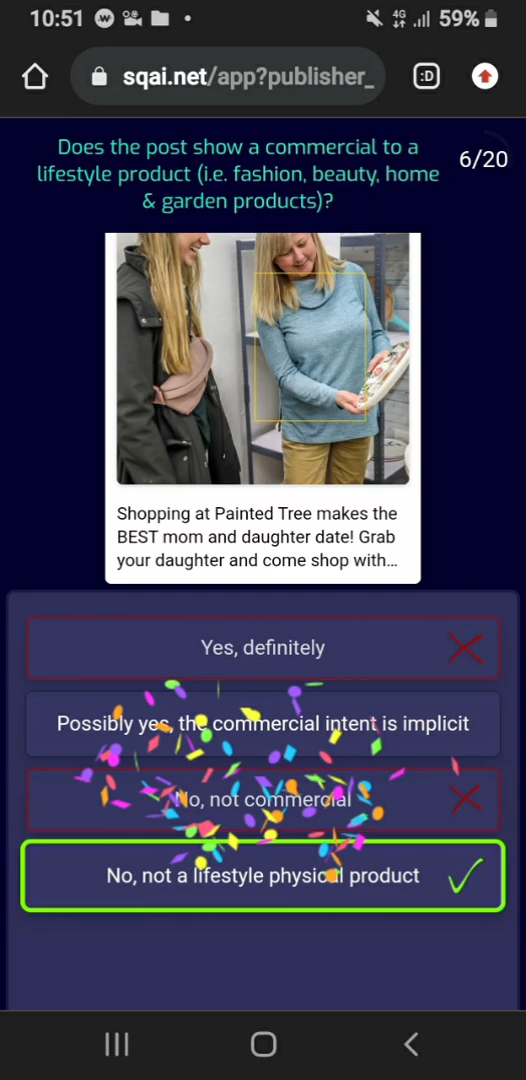 10:51
4G
59%
sqai.net/app?publisher_
:D
Does the post show a commercial to a
lifestyle product (i.e. fashion, beauty, home
& garden products)?
6/20
Shopping at Painted Tree makes the
BEST mom and daughter date! Grab
your daughter and come shop with...
Yes, definitely
Possibly yes, the commercial intent is implicit
No, not commercial
No, not a lifestyle physical product